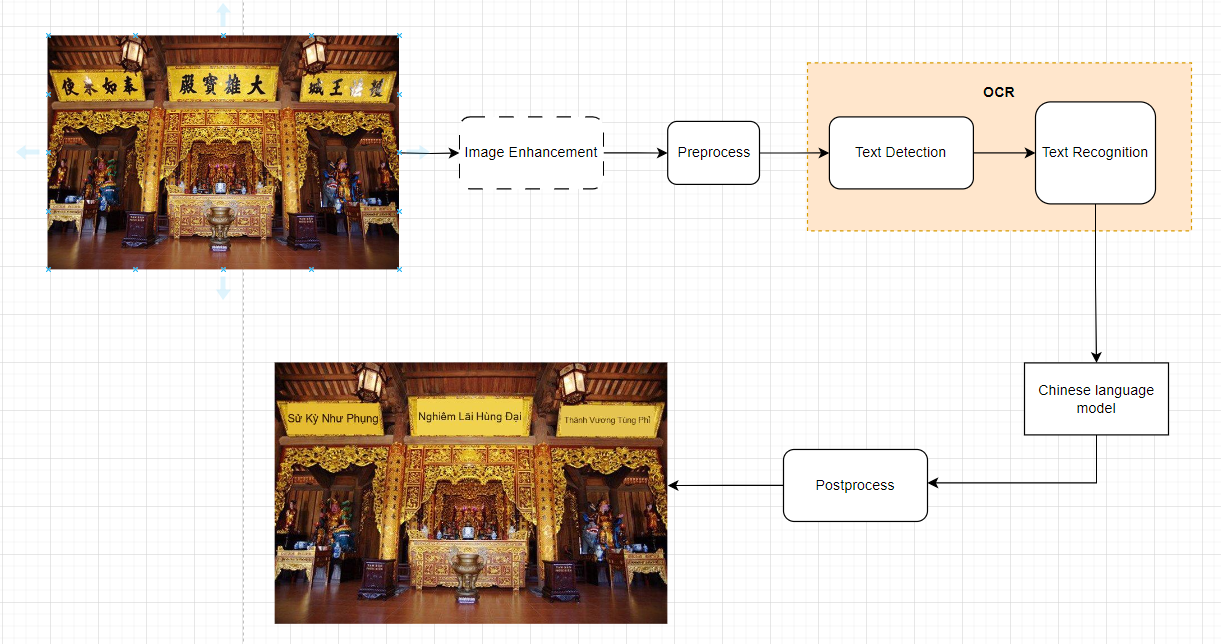 奉如來使
大雄寶殿
王城
Image Enhancement
Preprocess
OCR
Text Detection
Text Recognition
Chinese language
model
Postprocess
Sử Kỳ Như Phụng
Nghiêm Lãi Hùng Đại
Thành Vương Tùng Phỉ